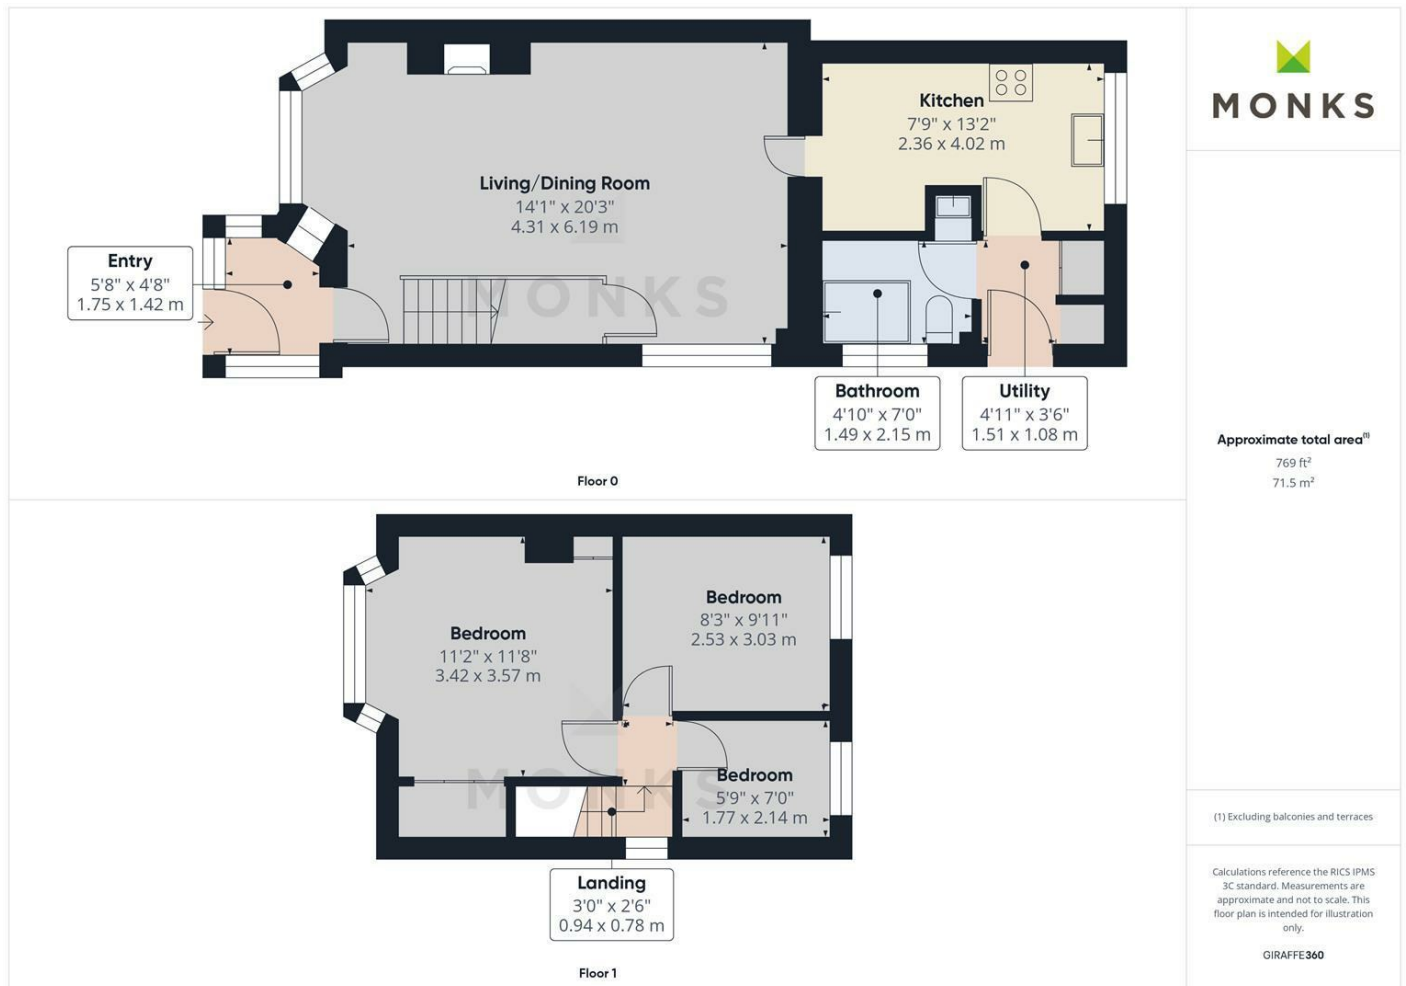 Kitchen
7'9" x 13'2"
2.36 x 4.02 m
Living/Dining Room
14'1" x 20'3"
4.31 x 6.19 m
Entry
5'8" x 4'8"
1.75 x 1.42 m
MONKS
Bathroom
4'10" x 7'0"
1.49 x 2.15 m
Utility
4'11" x 3'6"
1.51 x 1.08 m
Floor 0
Bedroom
11'2" x 11'8"
3.42 x 3.57 m
Bedroom
8'3" x 9'11"
2.53 x 3.03 m
MONKS
Bedroom
5'9" x 7'0"
1.77 x 2.14 m
Landing
3'0" x 2'6"
0.94 x 0.78 m
Floor 1
MONKS
Approximate total area(1)
769 ft²
71.5 m²
(1) Excluding balconies and terraces
Calculations reference the RICS IPMS
3C standard. Measurements are
approximate and not to scale. This
floor plan is intended for illustration
only.
GIRAFFE360